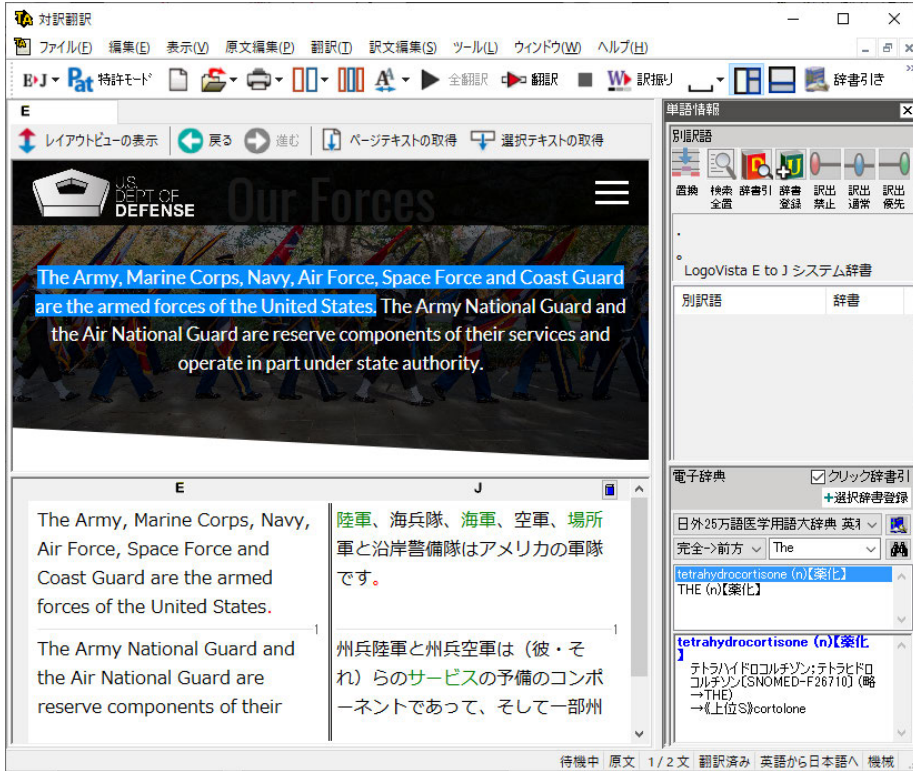 対訳翻訳
ファイル(F) 編集(E) 表示(V) 原文編集(P) 翻訳(T) 訳文編集(S) ツール(L) ウィンドウ(W) ヘルプ(H)
E▸J Pat 特許モード 全翻訳 翻訳 W 訳振り 辞書引き »
E
レイアウトビューの表示 戻る 進む ページテキストの取得 選択テキストの取得
U.S.
DEPT OF
DEFENSE
Our Forces
The Army, Marine Corps, Navy, Air Force, Space Force and Coast Guard
are the armed forces of the United States. The Army National Guard and
the Air National Guard are reserve components of their services and
operate in part under state authority.
E
The Army, Marine Corps, Navy,
Air Force, Space Force and
Coast Guard are the armed
forces of the United States.
1
The Army National Guard and
the Air National Guard are
reserve components of their
J
陸軍、海兵隊、海軍、空軍、場所
軍と沿岸警備隊はアメリカの軍隊
です。
1
州兵陸軍と州兵空軍は（彼・そ
れ）らのサービスの予備のコンポ
ーネントであって、そして一部州
単語情報
別訳語
置換 検索全置 辞書引 辞書登録 訳出禁止 訳出通常 訳出優先
.
。
LogoVista E to J システム辞書
別訳語 辞書
電子辞典 クリック辞書引
+選択辞書登録
日外25万語医学用語大辞典
完全->前方 The
tetrahydrocortisone (n)【薬化】
THE (n)【薬化】
tetrahydrocortisone (n)【薬化
】
テトラハイドロコルチゾン;テトラヒドロ
コルチゾン[SNOMED-F26710] (略
→THE)
→《上位S》cortolone
待機中 原文 1/2文 翻訳済み 英語から日本語へ 機械